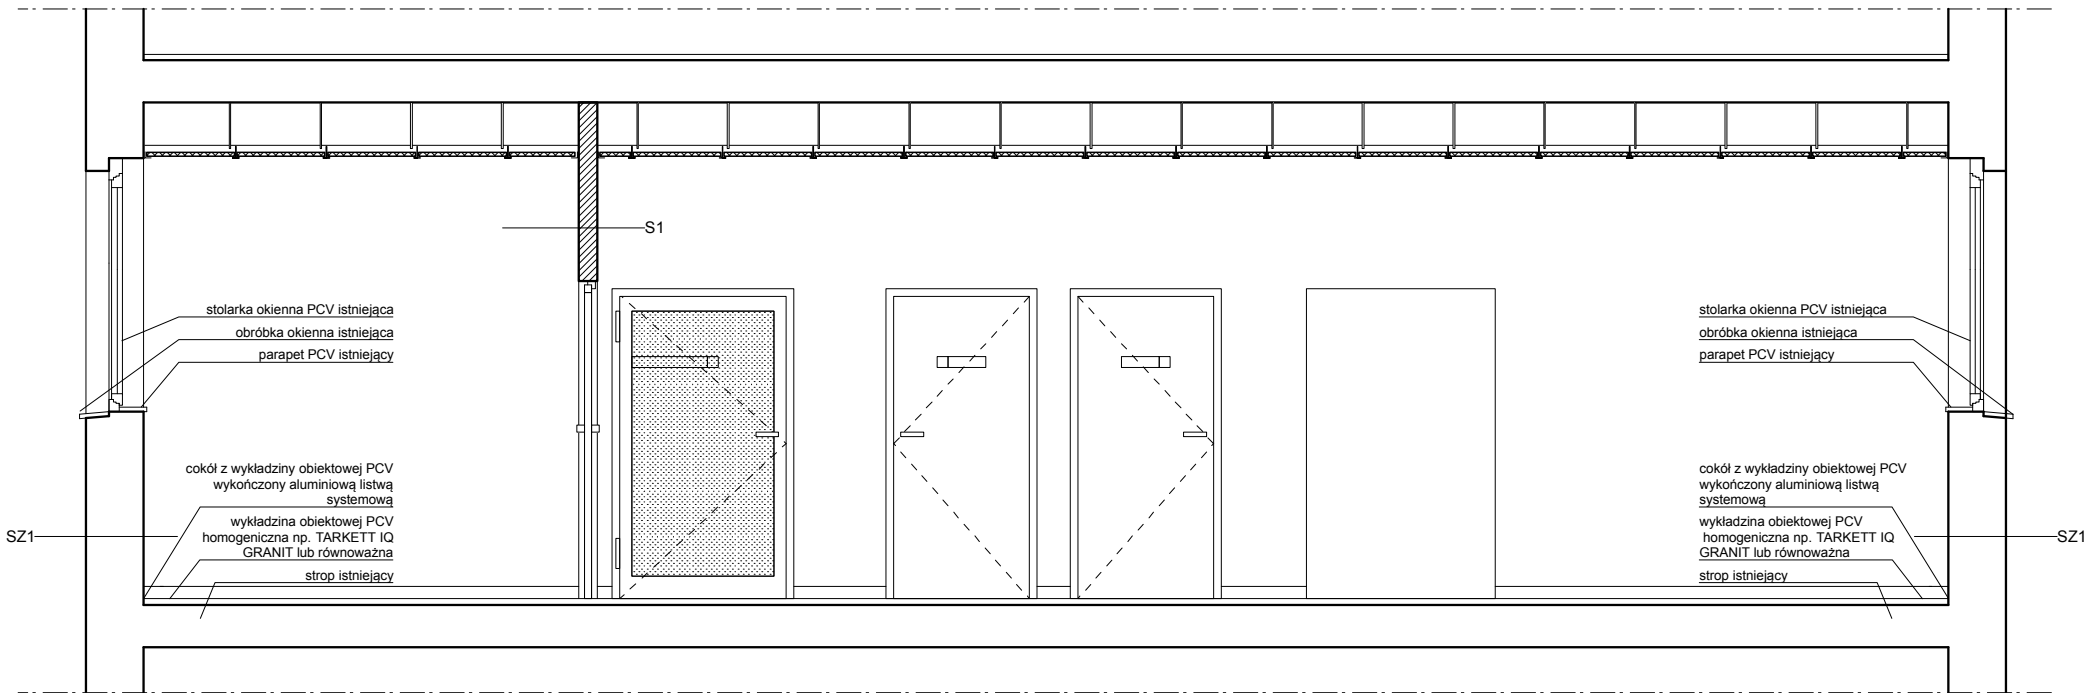 S1
stolarka okienna PCV istniejąca
obróbka okienna istniejąca
parapet PCV istniejący
cokół z wykładziny obiektowej PCV
wykończony aluminiową listwą
systemową
wykładzina obiektowej PCV
homogeniczna np. TARKETT IQ
GRANIT lub równoważna
strop istniejący
SZ1
stolarka okienna PCV istniejąca
obróbka okienna istniejąca
parapet PCV istniejący
cokół z wykładziny obiektowej PCV
wykończony aluminiową listwą
systemową
wykładzina obiektowej PCV
homogeniczna np. TARKETT IQ
GRANIT lub równoważna
strop istniejący
SZ1